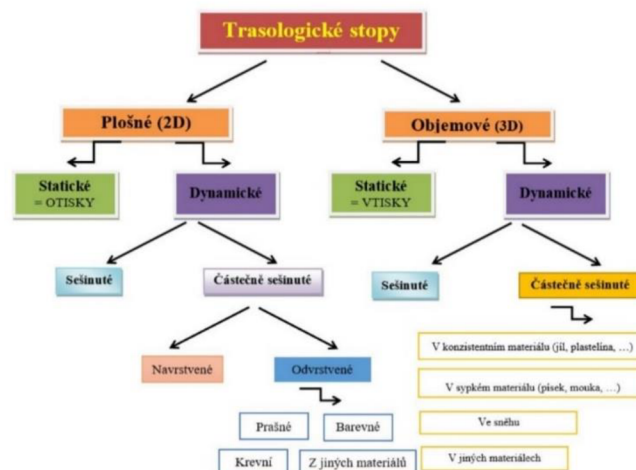 Trasologické stopy
Plošné (2D)
Objemové (3D)
Statické
= OTISKY
Dynamické
Statické
= VTISKY
Dynamické
Sešinuté
Částečně sešinuté
Sešinuté
Částečně sešinuté
Navrstvené
Odvrstvené
V konzistentním materiálu (jíl, plastelína, …)
V sypkém materiálu (písek, mouka, …)
Prašné
Barevné
Ve sněhu
Krevní
Z jiných materiálů
V jiných materiálech